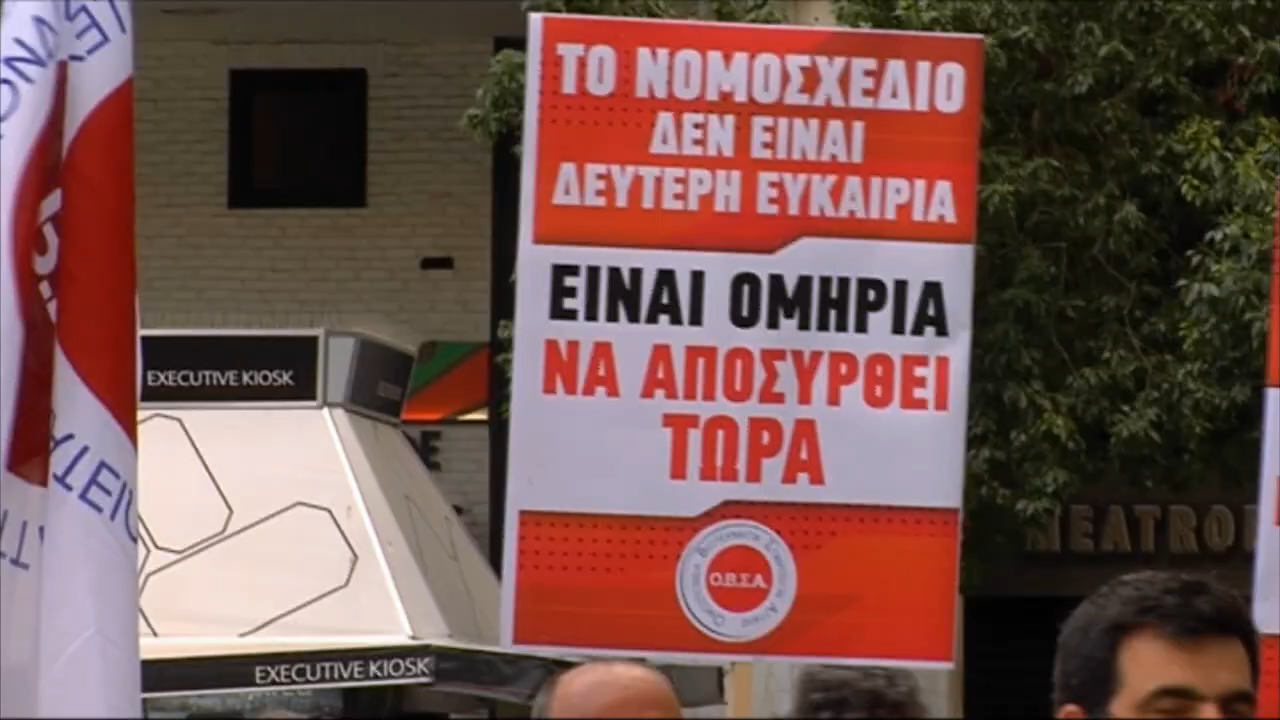 ΤΟ ΝΟΜΟΣΧΕΔΙΟ
ΔΕΝ ΕΙΝΑΙ
ΔΕΥΤΕΡΗ ΕΥΚΑΙΡΙΑ
ΕΙΝΑΙ ΟΜΗΡΙΑ
ΝΑ ΑΠΟΣΥΡΘΕΙ
ΤΩΡΑ
Ο.Β.Σ.Α.
EXECUTIVE KIOSK
EXECUTIVE KIOSK